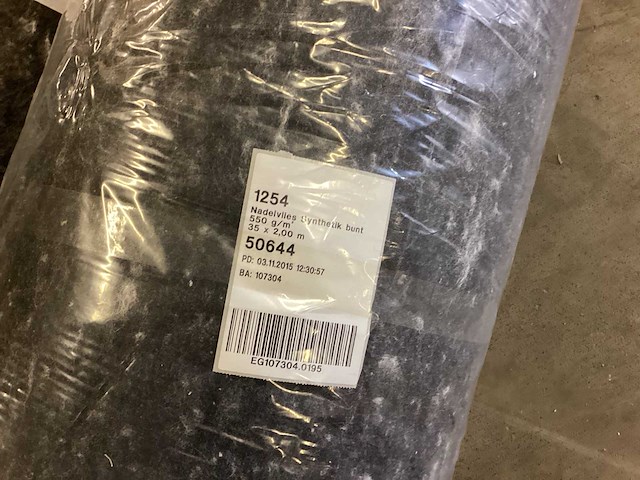 1254
Nadelvlies Synthetik bunt
550 g/m²
35 x 2,00 m
50644
PD: 03.11.2015 12:30:57
BA: 107304
EG107304.0195